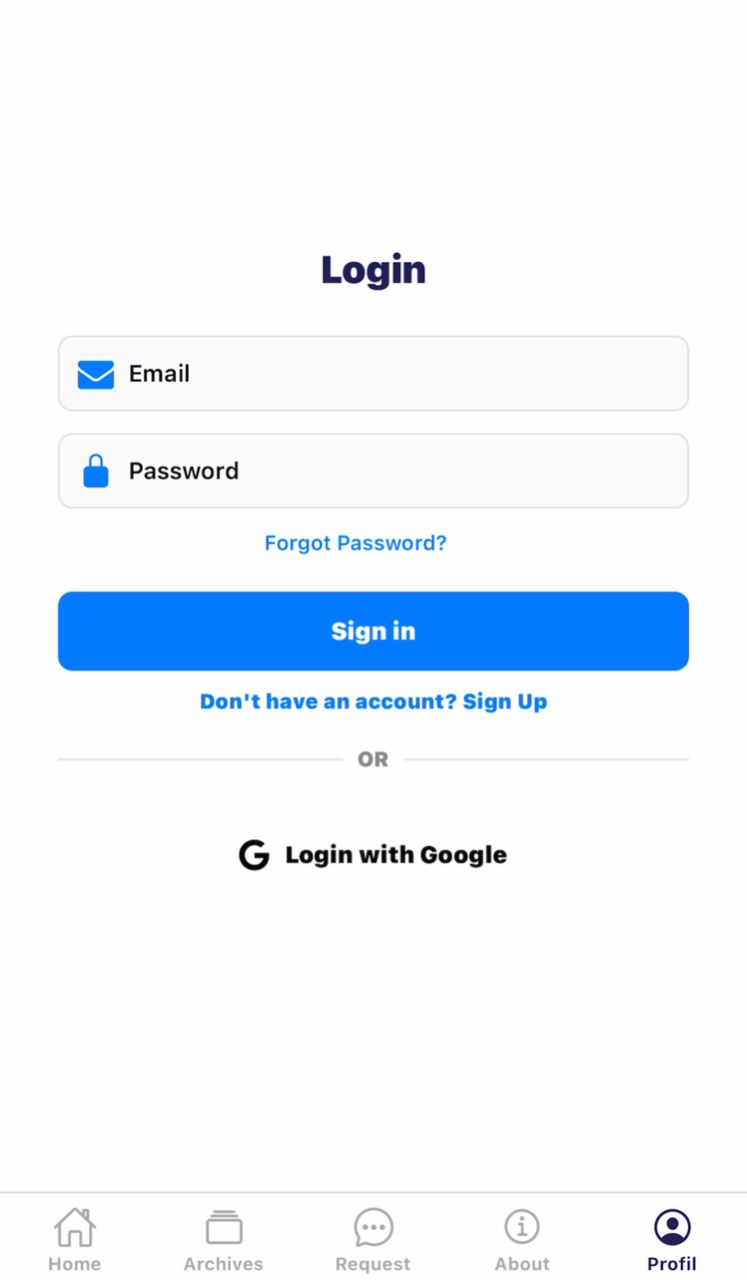 Login
Email
Password
Forgot Password?
Sign in
Don't have an account? Sign Up
OR
Login with Google
Home Archives Request About Profil